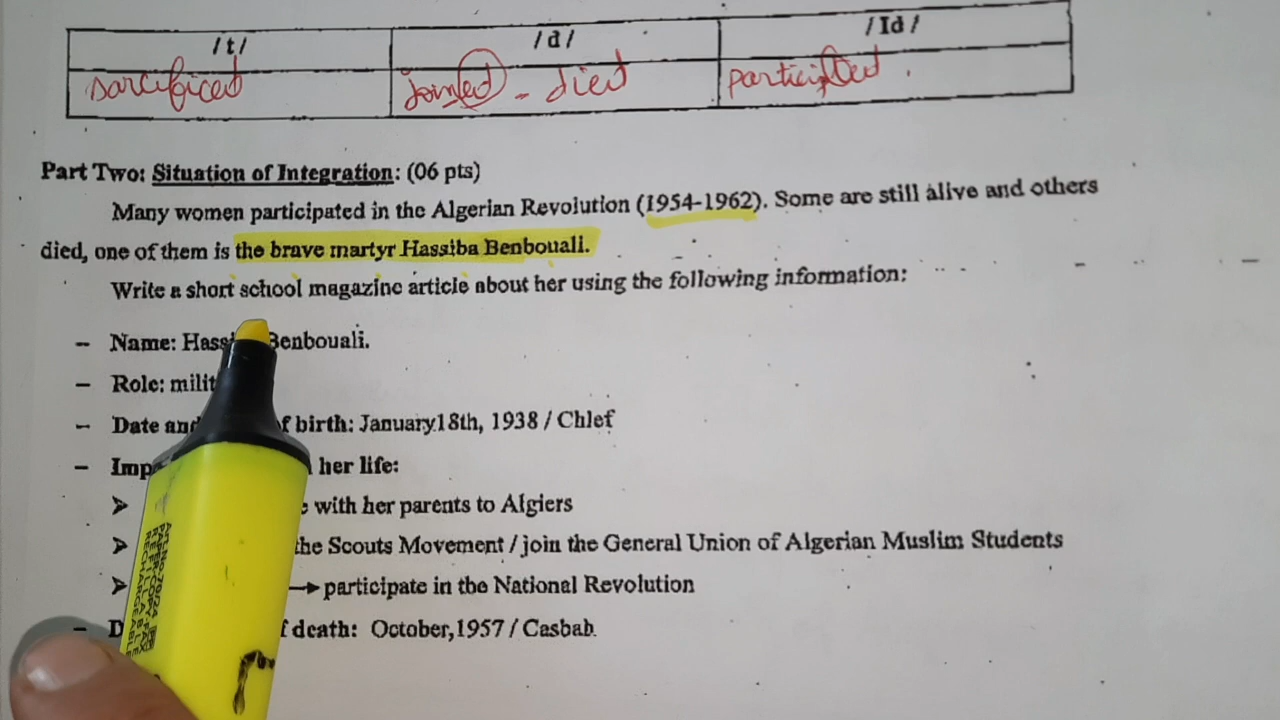 /t/ /d/ /Id/
sarcificed joined - died participated.
Part Two: Situation of Integration: (06 pts)
Many women participated in the Algerian Revolution (1954-1962). Some are still alive and others
died, one of them is the brave martyr Hassiba Benbouali.
Write a short school magazine article about her using the following information:
– Name: Benbouali.
– Role:
– Date birth: January18th, 1938 / Chlef
– her life:
➢ with her parents to Algiers
➢ the Scouts Movement / join the General Union of Algerian Muslim Students
➢ → participate in the National Revolution
– death: October,1957 / Casbah